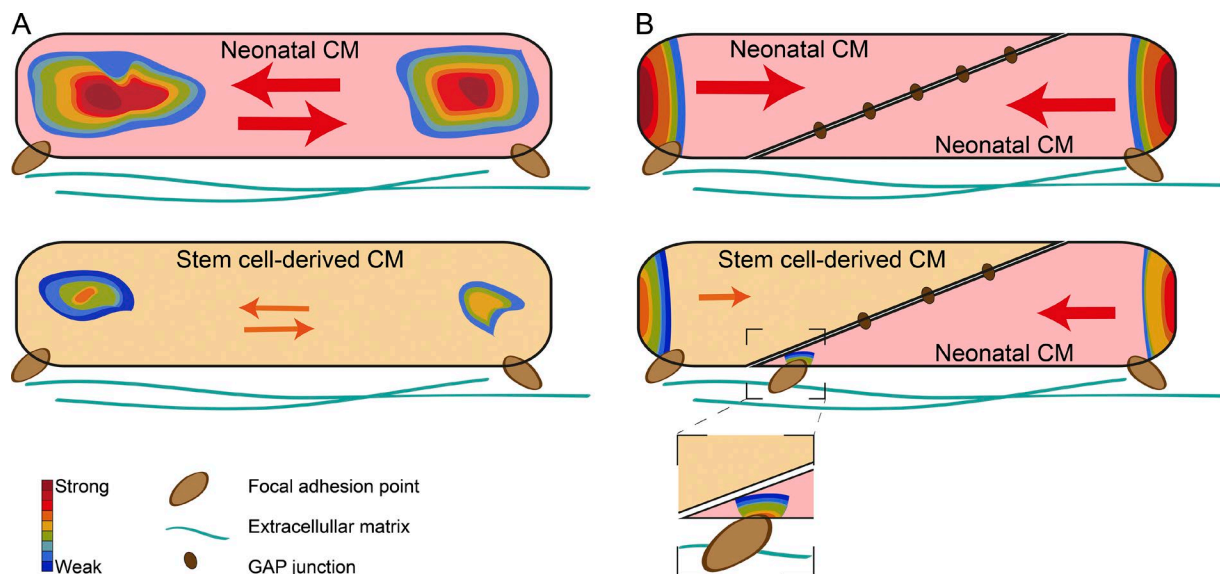 A
Neonatal CM
Stem cell-derived CM
B
Neonatal CM
Neonatal CM
Stem cell-derived CM
Neonatal CM
Strong
Weak
Focal adhesion point
Extracellular matrix
GAP junction